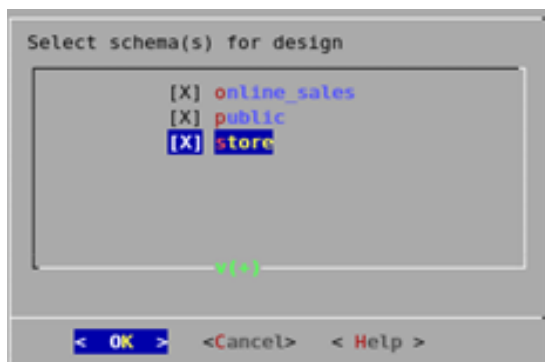 Select schema(s) for design
[X] online_sales
[X] public
[X] store
v(+)
< OK > <Cancel> < Help >